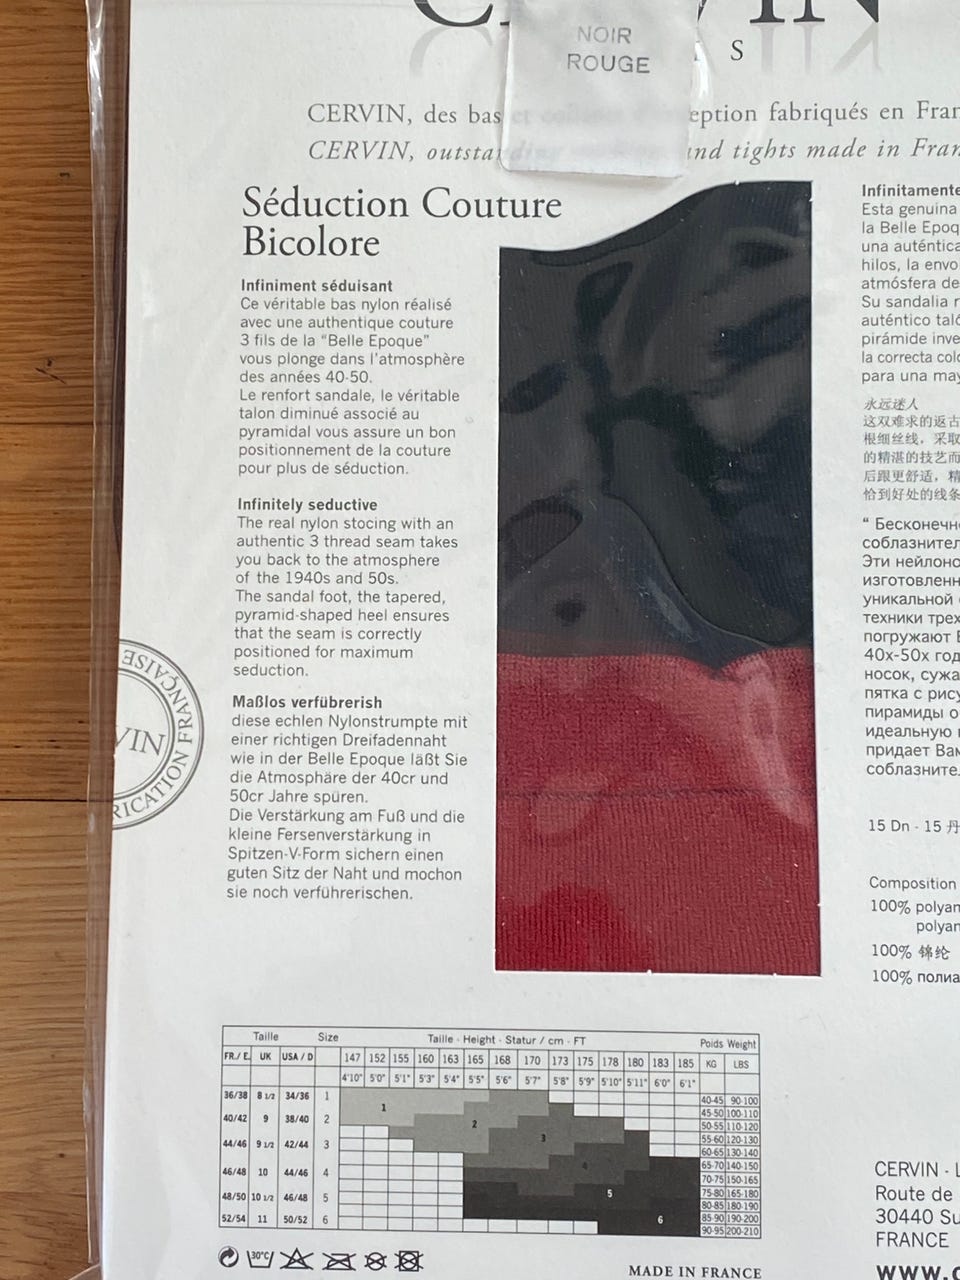 CERVIN
NOIR
ROUGE
S
CERVIN, des bas et eption fabriqués en Fran
CERVIN, outstanding and tights made in Fran
Séduction Couture
Bicolore
Infiniment séduisant
Ce véritable bas nylon réalisé
avec une authentique couture
3 fils de la "Belle Epoque"
vous plonge dans l'atmosphère
des années 40-50.
Le renfort sandale, le véritable
talon diminué associé au
pyramidal vous assure un bon
positionnement de la couture
pour plus de séduction.
Infinitely seductive
The real nylon stocing with an
authentic 3 thread seam takes
you back to the atmosphere
of the 1940s and 50s.
The sandal foot, the tapered,
pyramid-shaped heel ensures
that the seam is correctly
positioned for maximum
seduction.
Maßlos verfübrerish
diese echlen Nylonstrumpte mit
einer richtigen Dreifadennaht
wie in der Belle Epoque läßt Sie
die Atmosphäre der 40cr und
50cr Jahre spüren.
Die Verstärkung am Fuß und die
kleine Fersenverstärkung in
Spitzen-V-Form sichern einen
guten Sitz der Naht und mochon
sie noch verführerischen.
Infinitamente
Esta genuina
la Belle Epoq
una auténtica
hilos, la envo
atmósfera de
Su sandalia r
auténtico taló
pirámide inve
la correcta colo
para una may
永远迷人
这双难求的返古
根细丝线，采取
的精湛的技艺而
后跟更舒适，精
恰到好处的线条
" Бесконечно
соблазнител
Эти нейлоно
изготовленн
уникальной
техники трех
погружают В
40х-50х год
носок, сужа
пятка с рису
пирамиды о
идеальную
придает Вам
соблазните
15 Dn - 15 丹
Composition
100% polyam
polyam
100% 锦纶
100% полиа
ÇAISE
VIN
RICATION FRANÇAISE
Taille Size Taille - Height - Statur / cm - FT Poids Weight
FR./ E. UK USA / D 147 152 155 160 163 165 168 170 173 175 178 180 183 185 KG LBS
4'10" 5'0" 5'1" 5'3" 5'4" 5'5" 5'6" 5'7" 5'8" 5'9" 5'10" 5'11" 6'0" 6'1"
36/38 8 1/2 34/36 1 40-45 90-100
1 45-50 100-110
40/42 9 38/40 2 2 50-55 110-120
44/46 9 1/2 42/44 3 3 55-60 120-130
60-65 130-140
46/48 10 44/46 4 4 65-70 140-150
70-75 150-165
48/50 10 1/2 46/48 5 5 75-80 165-180
80-85 180-190
52/54 11 50/52 6 6 85-90 190-200
90-95 200-210
30°C
MADE IN FRANCE
CERVIN - L
Route de
30440 Su
FRANCE
www.c